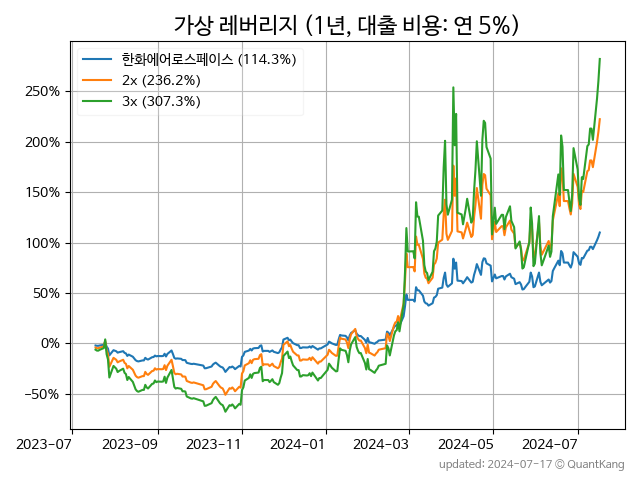 가상 레버리지 (1년, 대출 비용: 연 5%)
한화에어로스페이스 (114.3%)
2x (236.2%)
3x (307.3%)
250%
200%
150%
100%
50%
0%
−50%
2023-07 2023-09 2023-11 2024-01 2024-03 2024-05 2024-07
updated: 2024-07-17 © QuantKang